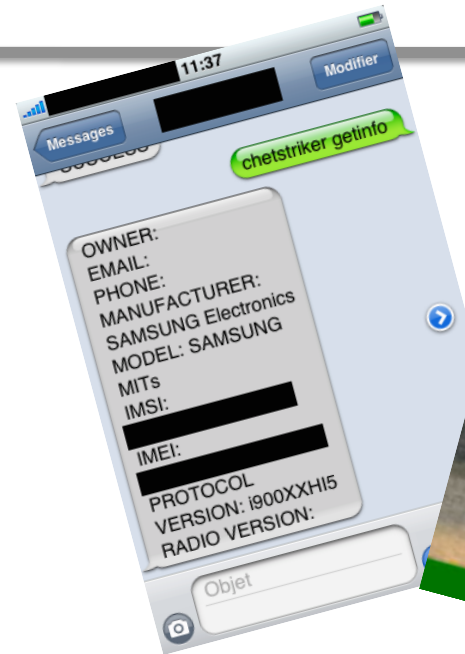 11:37
Messages
Modifier
SUCCESS
chetstriker getinfo
OWNER:
EMAIL:
PHONE:
MANUFACTURER:
SAMSUNG Electronics
MODEL: SAMSUNG
MITs
IMSI:
IMEI:
PROTOCOL
VERSION: i900XXHI5
RADIO VERSION:
Objet